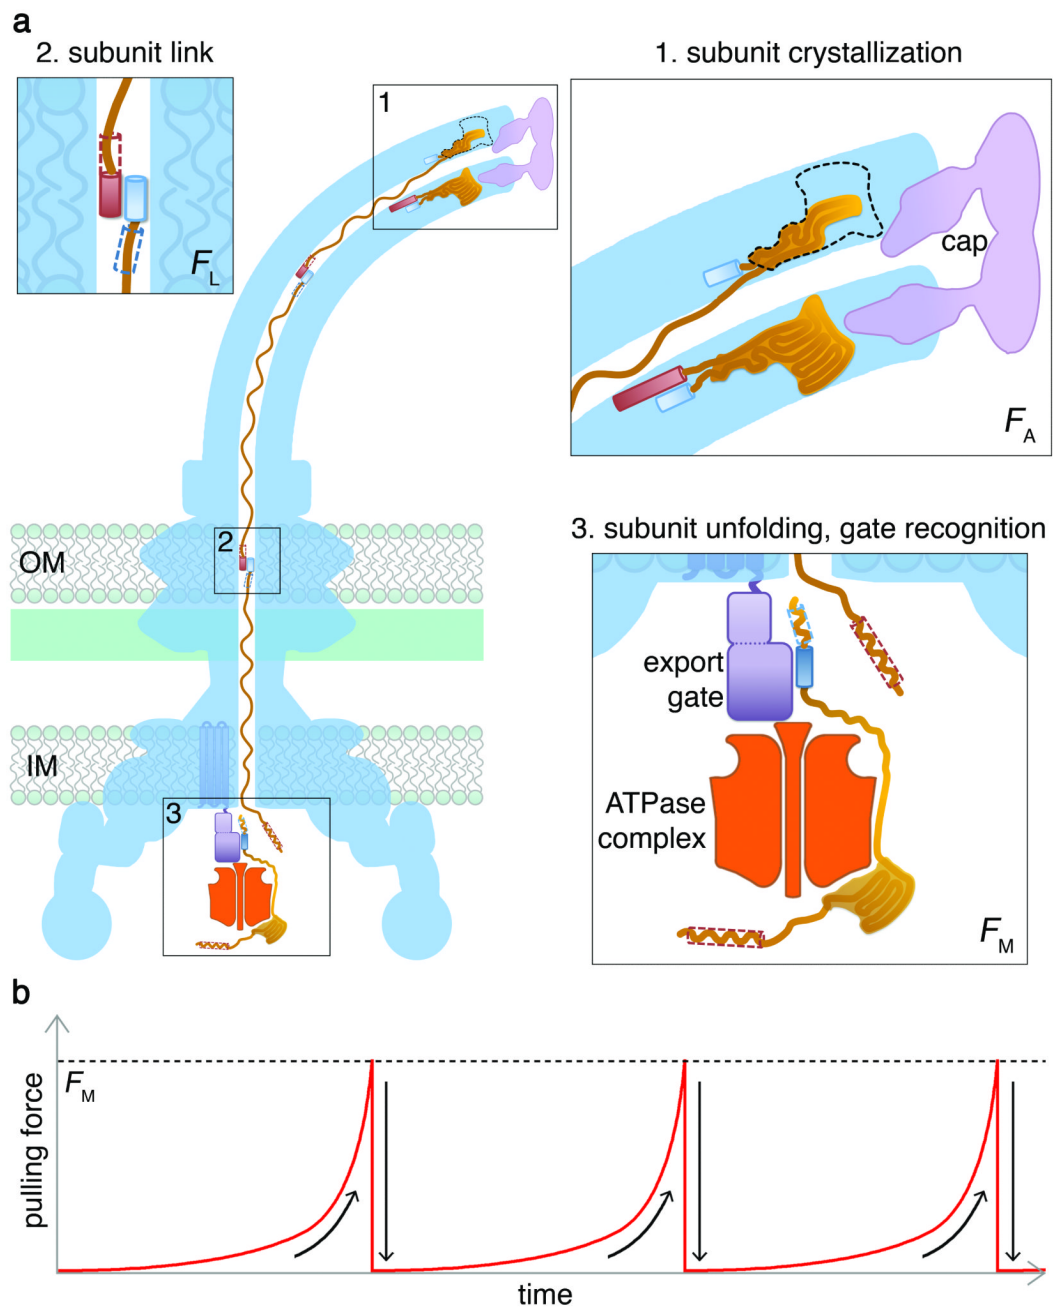 a
2. subunit link
1. subunit crystallization
F_L
1
cap
F_A
2
OM
IM
3
3. subunit unfolding, gate recognition
export
gate
ATPase
complex
F_M
b
F_M
pulling force
time